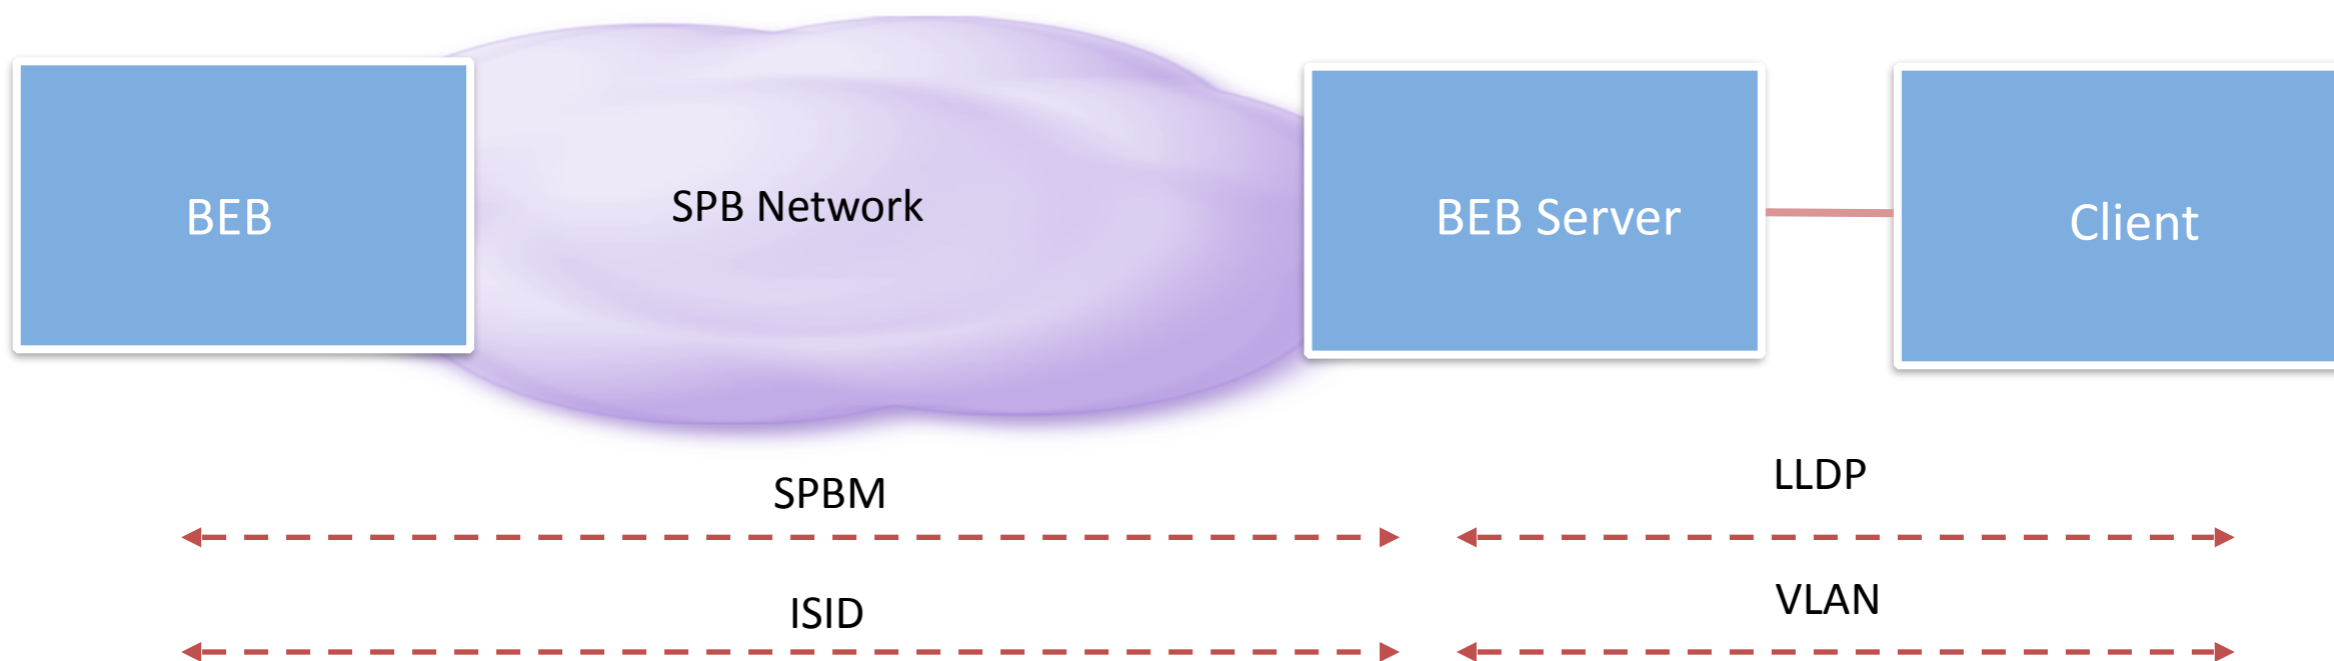 BEB
SPB Network
BEB Server
Client
SPBM
LLDP
ISID
VLAN